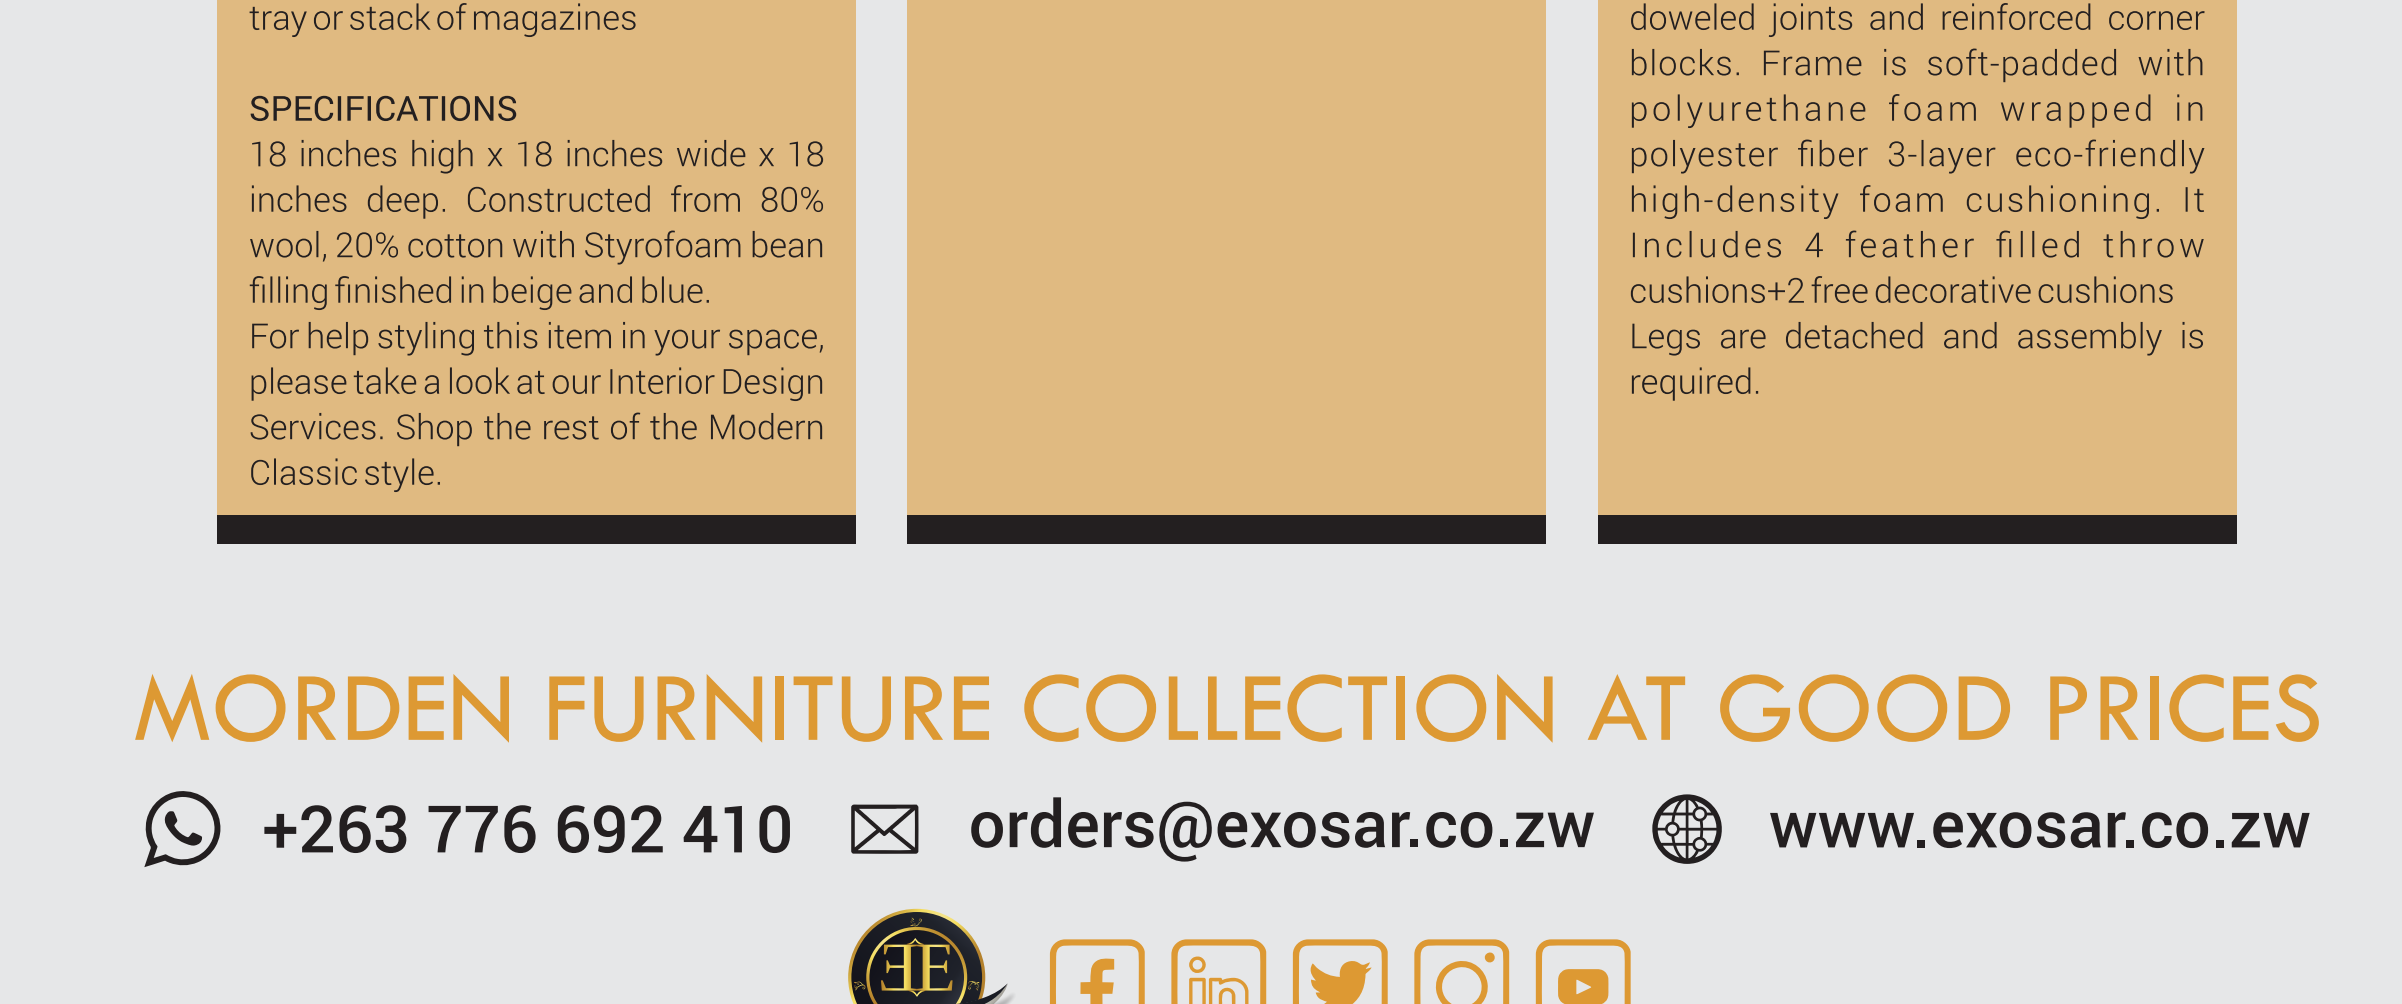 tray or stack of magazines
SPECIFICATIONS
18 inches high x 18 inches wide x 18
inches deep. Constructed from 80%
wool, 20% cotton with Styrofoam bean
filling finished in beige and blue.
For help styling this item in your space,
please take a look at our Interior Design
Services. Shop the rest of the Modern
Classic style.
doweled joints and reinforced corner
blocks. Frame is soft-padded with
polyurethane foam wrapped in
polyester fiber 3-layer eco-friendly
high-density foam cushioning. It
Includes 4 feather filled throw
cushions+2 free decorative cushions
Legs are detached and assembly is
required.
MORDEN FURNITURE COLLECTION AT GOOD PRICES
+263 776 692 410
orders@exosar.co.zw
www.exosar.co.zw